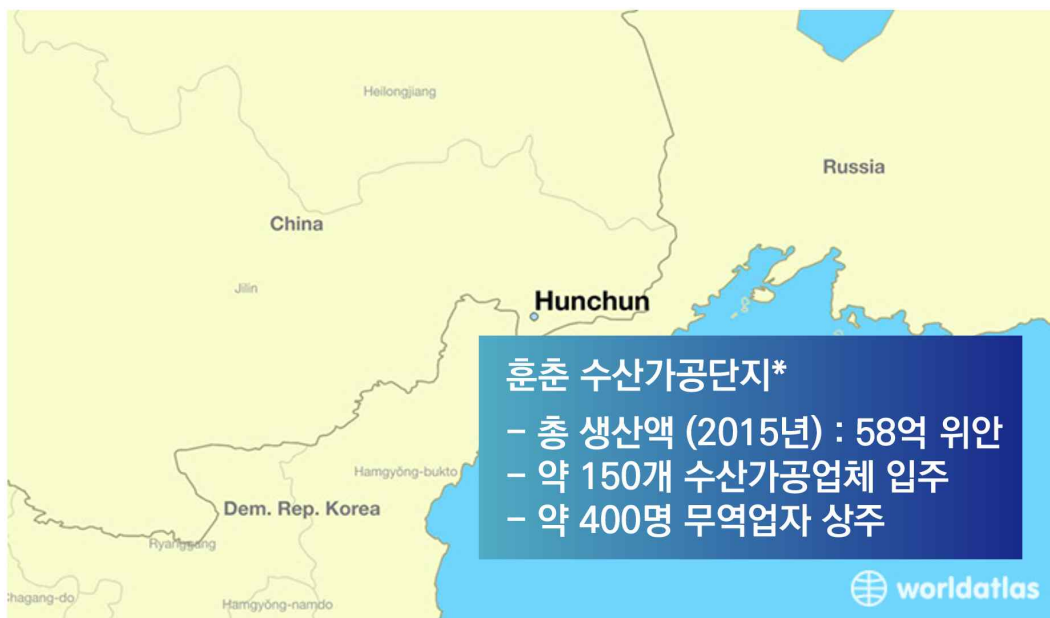 Heilongjiang
Russia
China
Jilin
Hunchun
훈춘 수산가공단지*
- 총 생산액 (2015년) : 58억 위안
- 약 150개 수산가공업체 입주
- 약 400명 무역업자 상주
Hamgyŏng-bukto
Dem. Rep. Korea
Ryanggang
hagang-do
Hamgyŏng-namdo
worldatlas